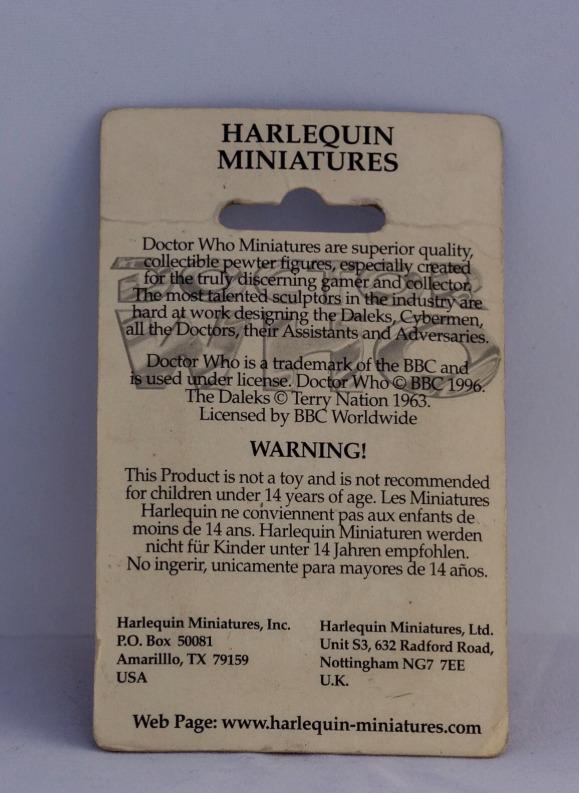 HARLEQUIN
MINIATURES
Doctor Who Miniatures are superior quality,
collectible pewter figures, especially created
for the truly discerning gamer and collector.
The most talented sculptors in the industry are
hard at work designing the Daleks, Cybermen,
all the Doctors, their Assistants and Adversaries.
Doctor Who is a trademark of the BBC and
is used under license. Doctor Who © BBC 1996.
The Daleks © Terry Nation 1963.
Licensed by BBC Worldwide
WARNING!
This Product is not a toy and is not recommended
for children under 14 years of age. Les Miniatures
Harlequin ne conviennent pas aux enfants de
moins de 14 ans. Harlequin Miniaturen werden
nicht für Kinder unter 14 Jahren empfohlen.
No ingerir, unicamente para mayores de 14 años.
Harlequin Miniatures, Inc.
P.O. Box 50081
Amarilllo, TX 79159
USA
Harlequin Miniatures, Ltd.
Unit S3, 632 Radford Road,
Nottingham NG7 7EE
U.K.
Web Page: www.harlequin-miniatures.com